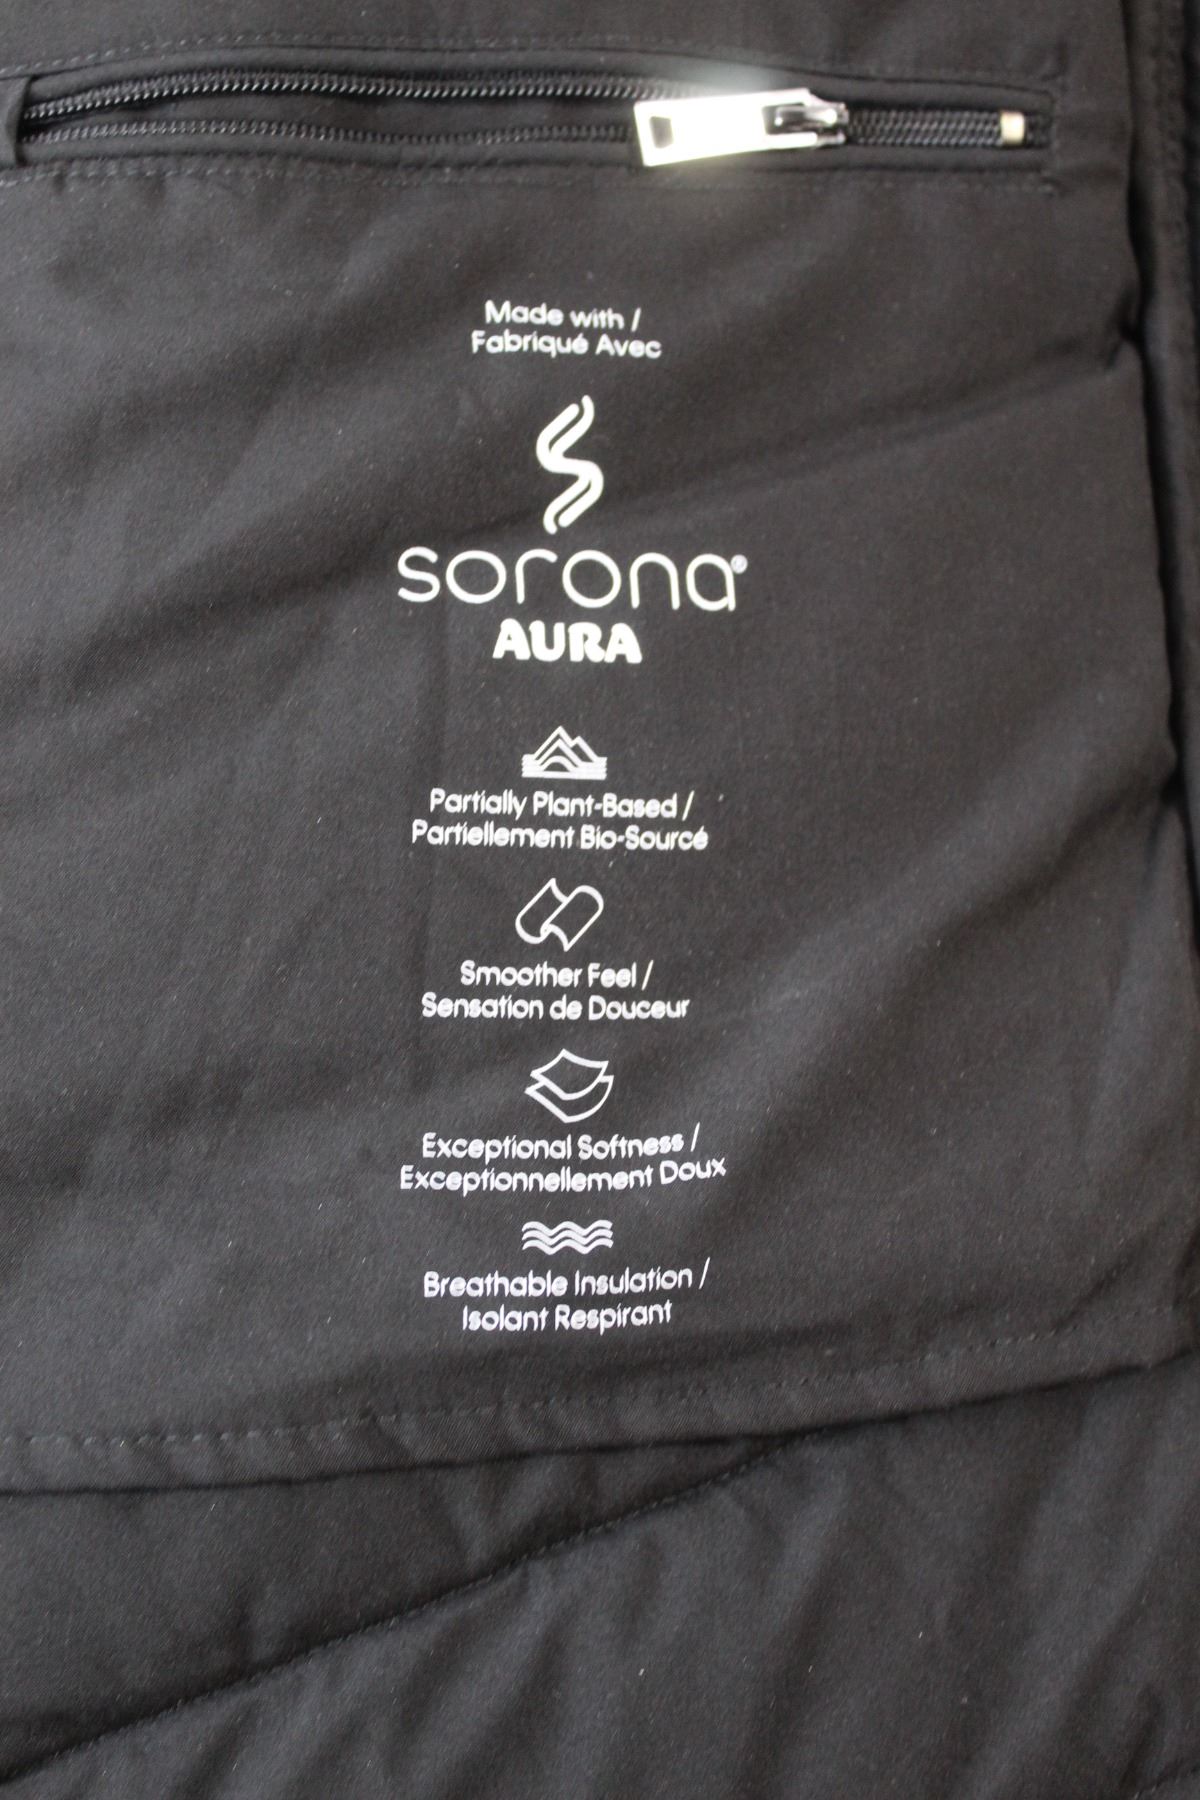 Made with /
Fabriqué Avec
sorona®
AURA
Partially Plant-Based /
Partiellement Bio-Sourcé
Smoother Feel /
Sensation de Douceur
Exceptional Softness /
Exceptionnellement Doux
Breathable Insulation /
Isolant Respirant